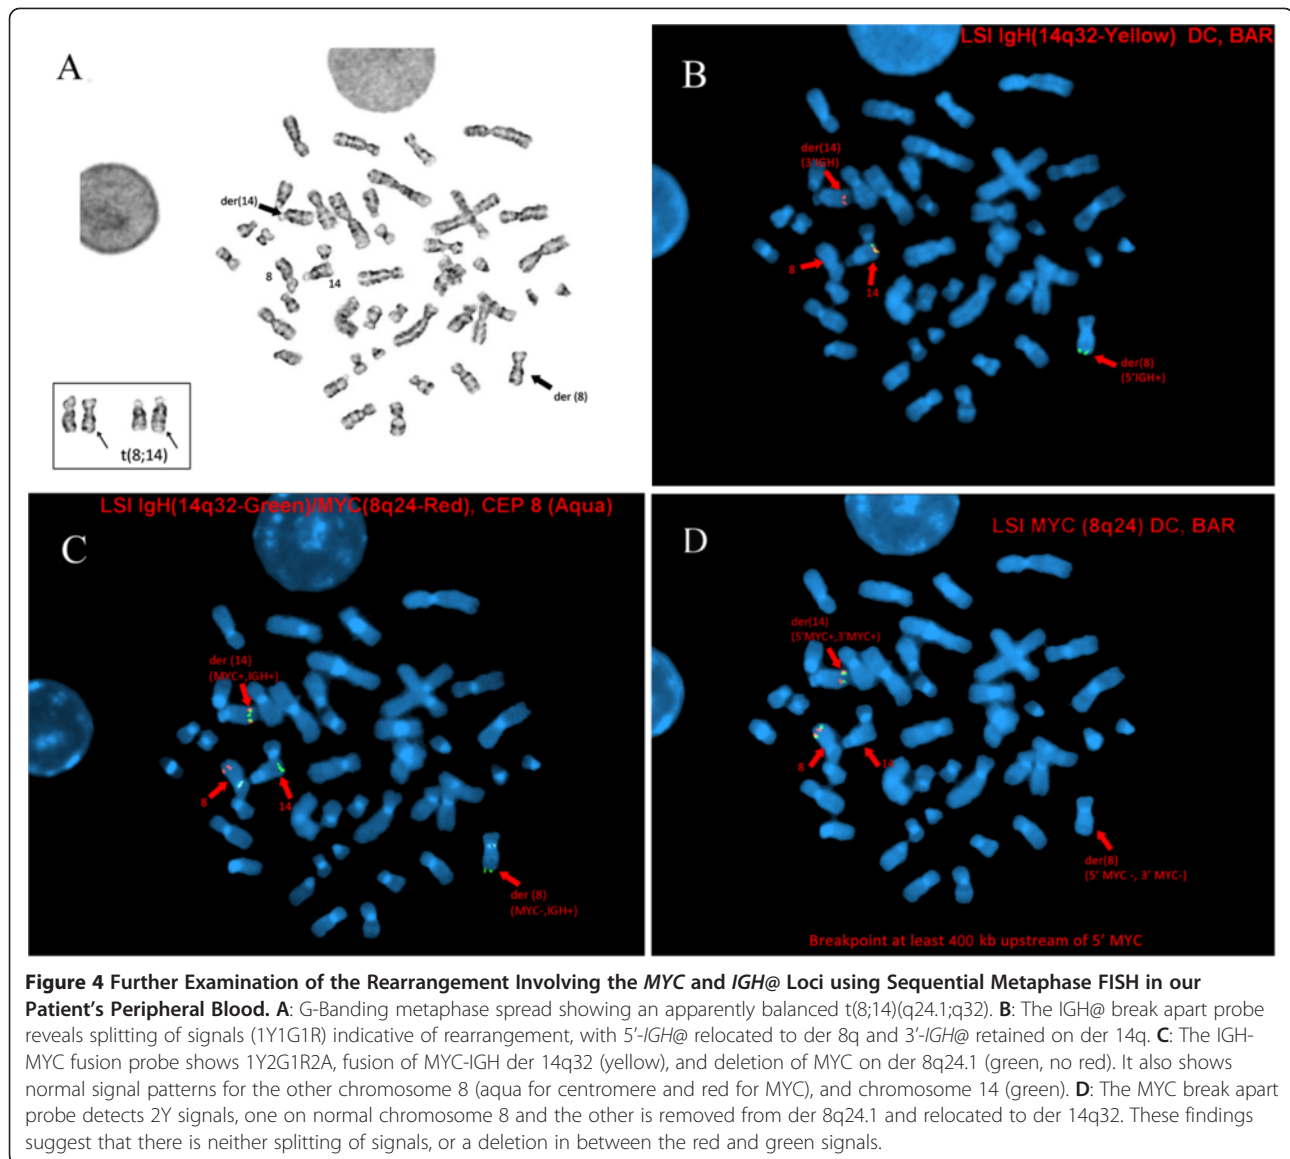 A
der(14)
8
14
der (8)
t(8;14)
LSI IgH(14q32-Yellow) DC, BAR
B
der(14)
(3'IGH)
8
14
der(8)
(5'IGH+)
LSI IgH(14q32-Green)/MYC(8q24-Red), CEP 8 (Aqua)
C
der (14)
(MYC+,IGH+)
8
14
der (8)
(MYC-,IGH+)
LSI MYC (8q24) DC, BAR
D
der(14)
(5'MYC+,3'MYC+)
8
14
der(8)
(5' MYC -, 3' MYC-)
Breakpoint at least 400 kb upstream of 5' MYC
Figure 4 Further Examination of the Rearrangement Involving the MYC and IGH@ Loci using Sequential Metaphase FISH in our
Patient's Peripheral Blood. A: G-Banding metaphase spread showing an apparently balanced t(8;14)(q24.1;q32). B: The IGH@ break apart probe
reveals splitting of signals (1Y1G1R) indicative of rearrangement, with 5'-IGH@ relocated to der 8q and 3'-IGH@ retained on der 14q. C: The IGH-
MYC fusion probe shows 1Y2G1R2A, fusion of MYC-IGH der 14q32 (yellow), and deletion of MYC on der 8q24.1 (green, no red). It also shows
normal signal patterns for the other chromosome 8 (aqua for centromere and red for MYC), and chromosome 14 (green). D: The MYC break apart
probe detects 2Y signals, one on normal chromosome 8 and the other is removed from der 8q24.1 and relocated to der 14q32. These findings
suggest that there is neither splitting of signals, or a deletion in between the red and green signals.